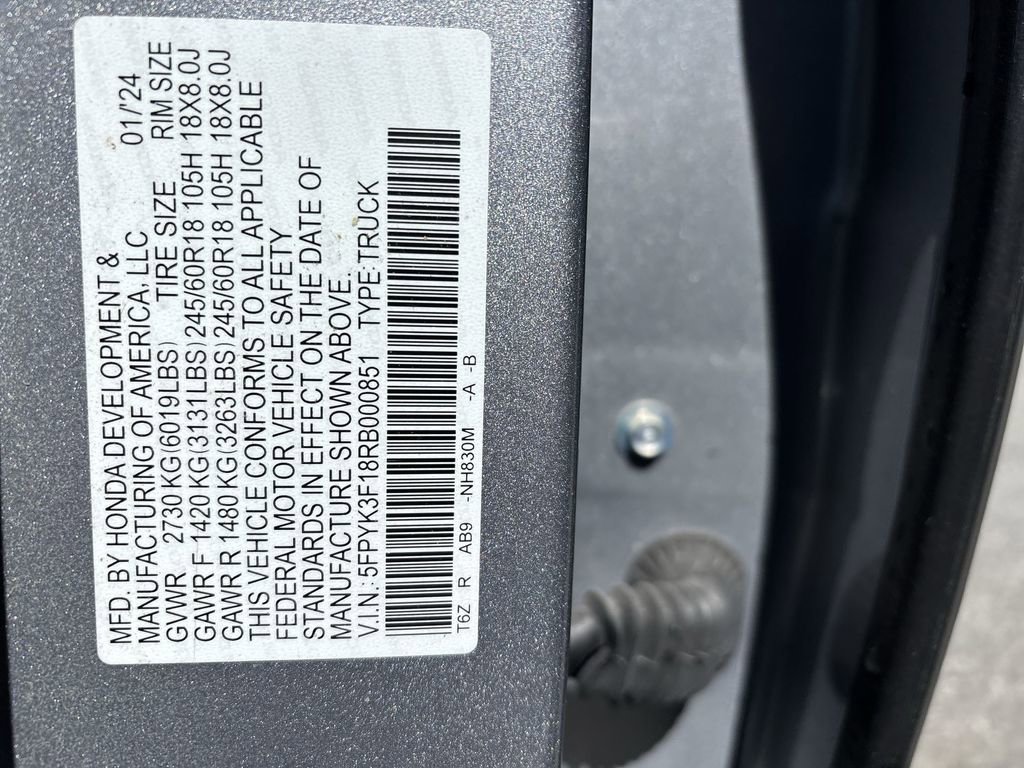 MFD. BY HONDA DEVELOPMENT &
MANUFACTURING OF AMERICA, LLC 01/'24
GVWR 2730 KG(6019LBS) TIRE SIZE RIM SIZE
GAWR F 1420 KG(3131LBS)245/60R18 105H 18X8.0J
GAWR R 1480 KG(3263LBS)245/60R18 105H 18X8.0J
THIS VEHICLE CONFORMS TO ALL APPLICABLE
FEDERAL MOTOR VEHICLE SAFETY
STANDARDS IN EFFECT ON THE DATE OF
MANUFACTURE SHOWN ABOVE.
V.I.N.: 5FPYK3F18RB000851 TYPE:TRUCK
T6Z R AB9 -NH830M -A -B